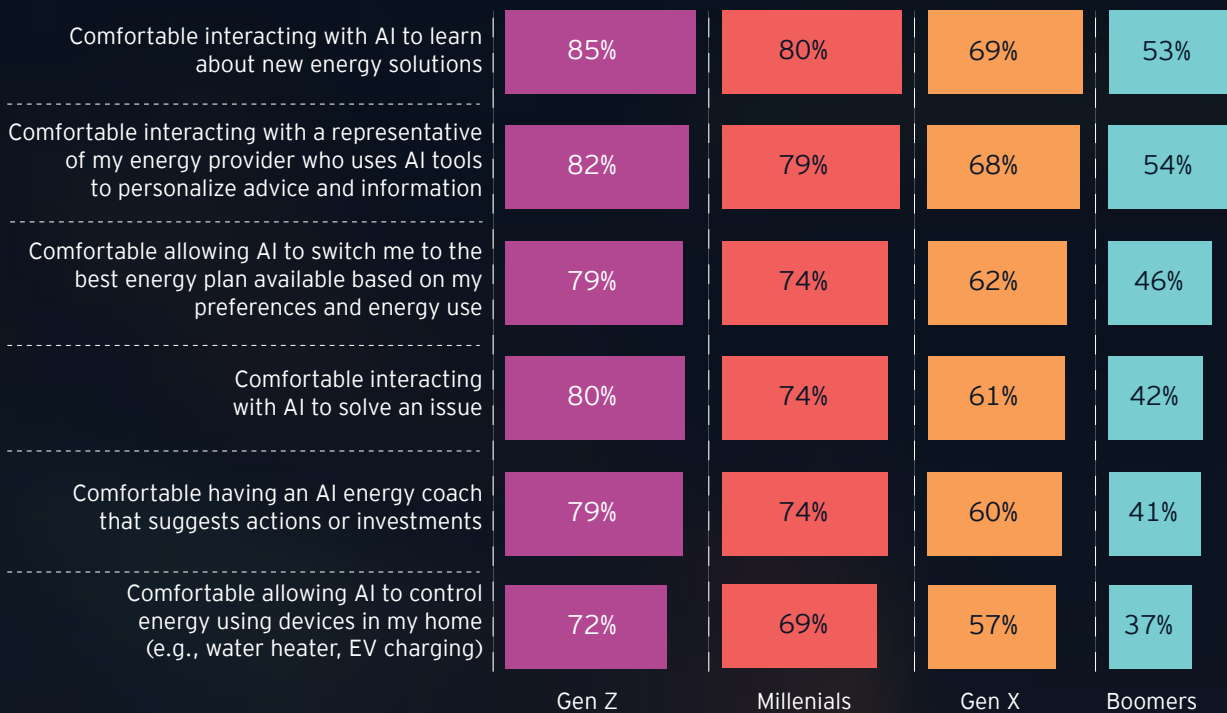 Comfortable interacting with AI to learn
about new energy solutions
85%
80%
69%
53%
Comfortable interacting with a representative
of my energy provider who uses AI tools
to personalize advice and information
82%
79%
68%
54%
Comfortable allowing AI to switch me to the
best energy plan available based on my
preferences and energy use
79%
74%
62%
46%
Comfortable interacting
with AI to solve an issue
80%
74%
61%
42%
Comfortable having an AI energy coach
that suggests actions or investments
79%
74%
60%
41%
Comfortable allowing AI to control
energy using devices in my home
(e.g., water heater, EV charging)
72%
69%
57%
37%
Gen Z
Millenials
Gen X
Boomers